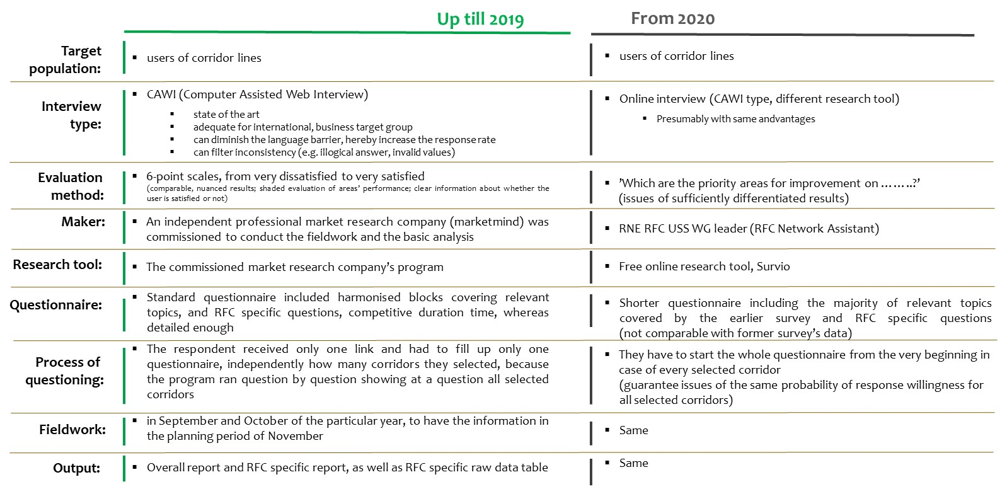 Up till 2019
From 2020
Target
population:
▪ users of corridor lines
▪ users of corridor lines
Interview
type:
▪ CAWI (Computer Assisted Web Interview)
▪ state of the art
▪ adequate for international, business target group
▪ can diminish the language barrier, hereby increase the response rate
▪ can filter inconsistency (e.g. illogical answer, invalid values)
▪ Online interview (CAWI type, different research tool)
▪ Presumably with same andvantages
Evaluation
method:
▪ 6-point scales, from very dissatisfied to very satisfied
(comparable, nuanced results; shaded evaluation of areas' performance; clear information about whether the
user is satisfied or not)
▪ 'Which are the priority areas for improvement on ……..?'
(issues of sufficiently differentiated results)
Maker:
▪ An independent professional market research company (marketmind) was
commissioned to conduct the fieldwork and the basic analysis
▪ RNE RFC USS WG leader (RFC Network Assistant)
Research tool:
▪ The commissioned market research company's program
▪ Free online research tool, Survio
Questionnaire:
▪ Standard questionnaire included harmonised blocks covering relevant
topics, and RFC specific questions, competitive duration time, whereas
detailed enough
▪ Shorter questionnaire including the majority of relevant topics
covered by the earlier survey and RFC specific questions
(not comparable with former survey's data)
Process of
questioning:
▪ The respondent received only one link and had to fill up only one
questionnaire, independently how many corridors they selected, because
the program ran question by question showing at a question all selected
corridors
▪ They have to start the whole questionnaire from the very beginning in
case of every selected corridor
(guarantee issues of the same probability of response willingness for
all selected corridors)
Fieldwork:
▪ in September and October of the particular year, to have the information in
the planning period of November
▪ Same
Output:
▪ Overall report and RFC specific report, as well as RFC specific raw data table
▪ Same